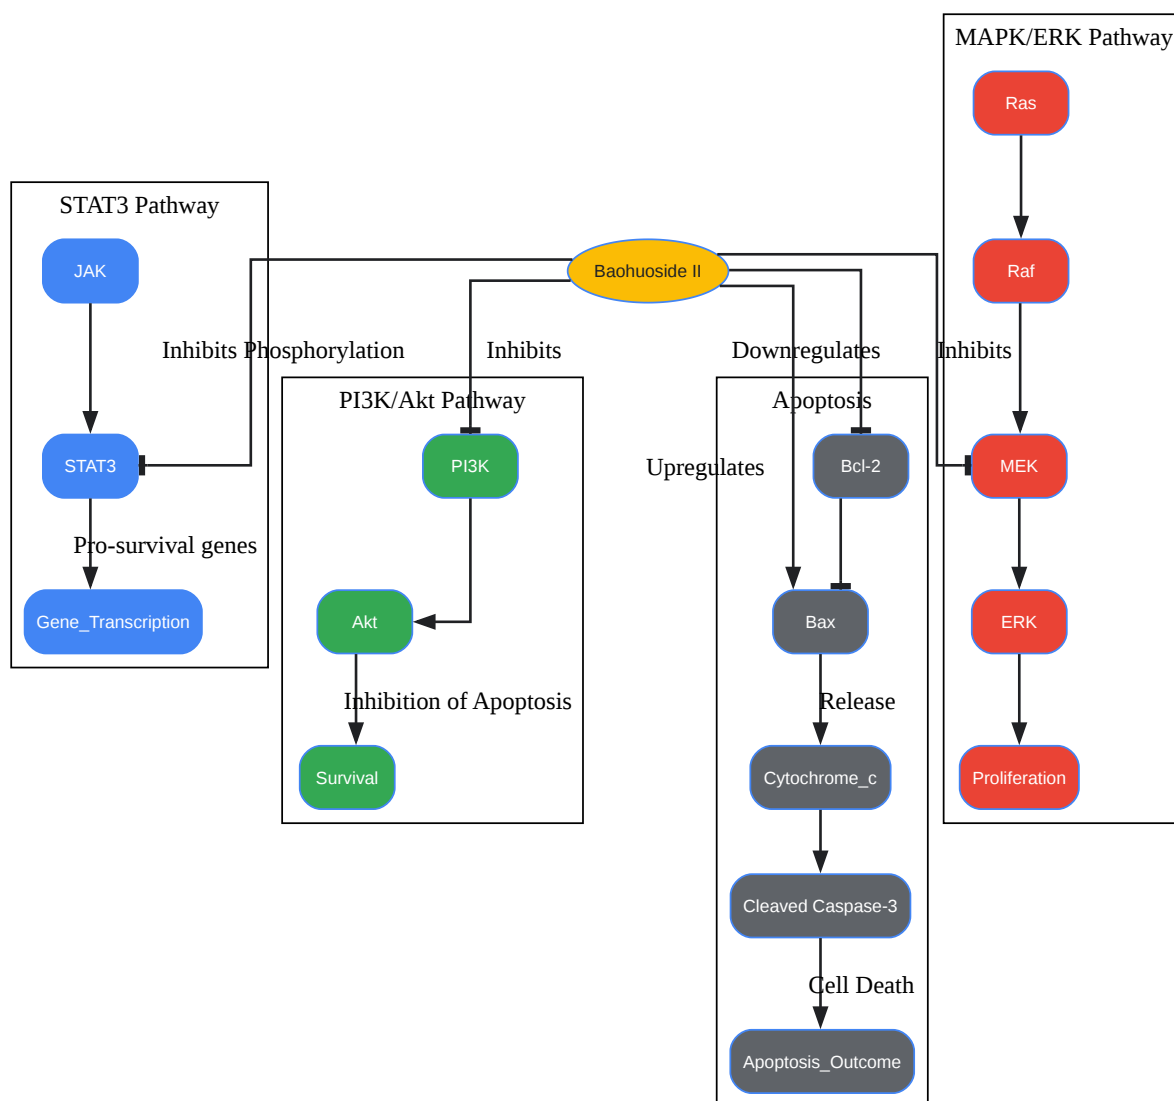 MAPK/ERK Pathway
Ras
STAT3 Pathway
JAK
Baohuoside II
Raf
Inhibits Phosphorylation
Inhibits
Downregulates
Inhibits
PI3K/Akt Pathway
Apoptosis
STAT3
PI3K
Upregulates
Bcl-2
MEK
Pro-survival genes
Gene_Transcription
Akt
Bax
ERK
Inhibition of Apoptosis
Release
Survival
Cytochrome_c
Proliferation
Cleaved Caspase-3
Cell Death
Apoptosis_Outcome